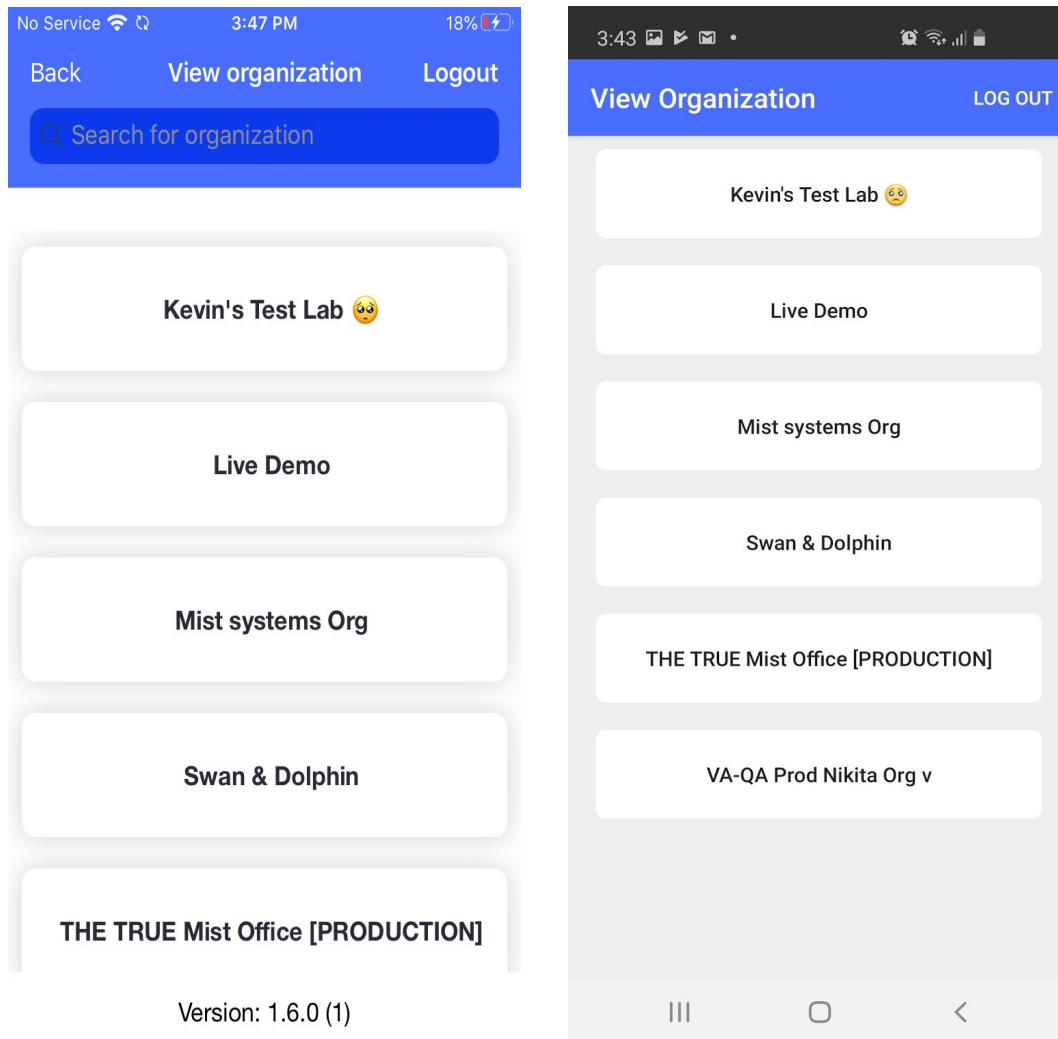 No Service 3:47 PM 18%
Back View organization Logout
Search for organization
Kevin's Test Lab 🥺
Live Demo
Mist systems Org
Swan & Dolphin
THE TRUE Mist Office [PRODUCTION]
Version: 1.6.0 (1)
3:43
View Organization LOG OUT
Kevin's Test Lab 🥺
Live Demo
Mist systems Org
Swan & Dolphin
THE TRUE Mist Office [PRODUCTION]
VA-QA Prod Nikita Org v